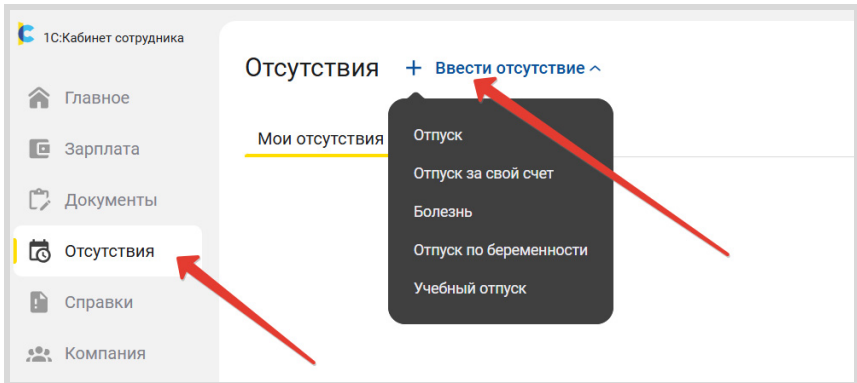 1С:Кабинет сотрудника
Главное
Зарплата
Документы
Отсутствия
Справки
Компания
Отсутствия + Ввести отсутствие
Мои отсутствия
Отпуск
Отпуск за свой счет
Болезнь
Отпуск по беременности
Учебный отпуск